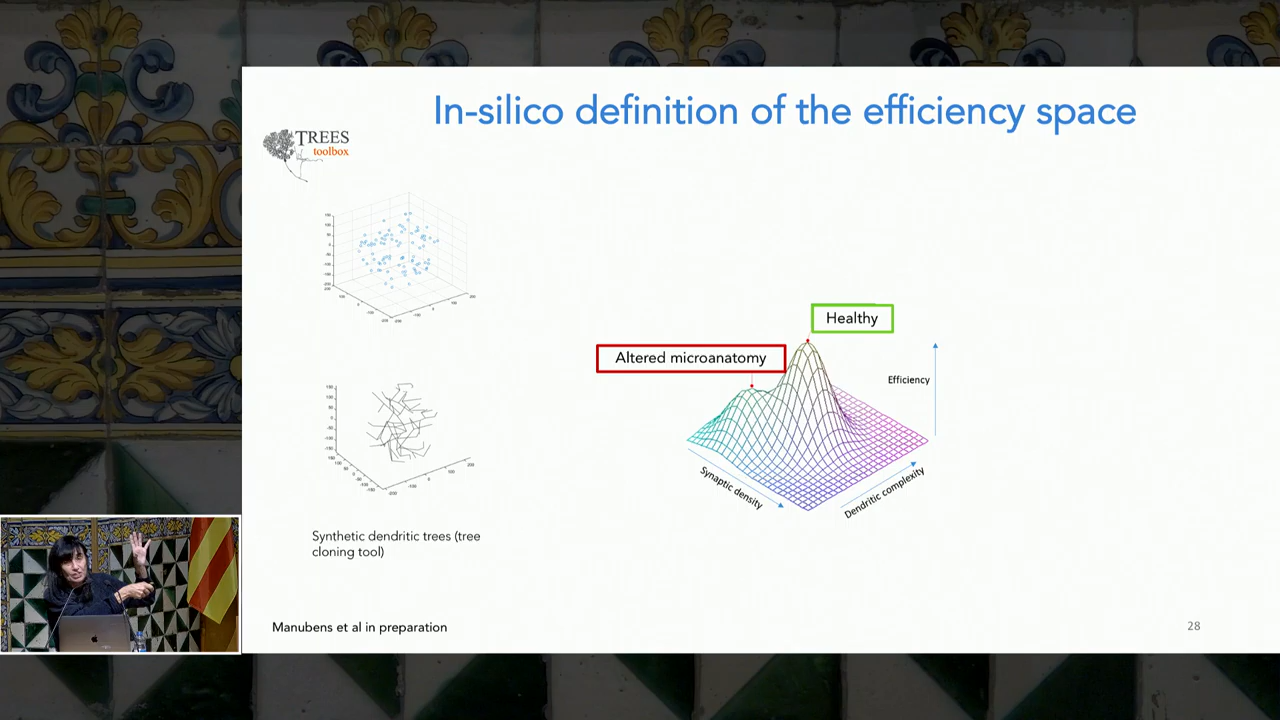 In-silico definition of the efficiency space
TREES
toolbox
Healthy
Altered microanatomy
Efficiency
Synaptic density
Dendritic complexity
Synthetic dendritic trees (tree
cloning tool)
Manubens et al in preparation
28